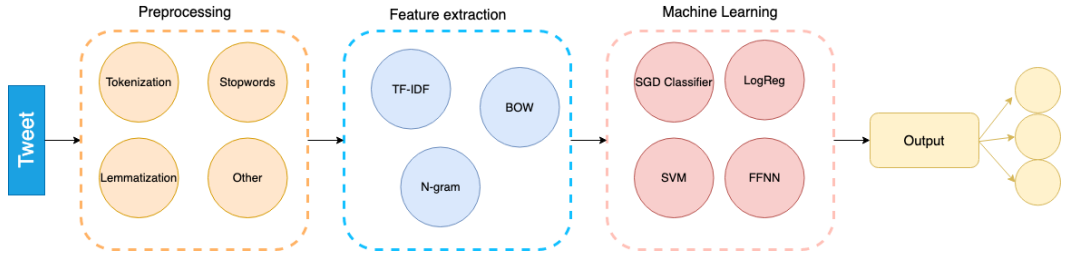 Preprocessing
Feature extraction
Machine Learning
Tweet
Tokenization
Stopwords
Lemmatization
Other
TF-IDF
BOW
N-gram
SGD Classifier
LogReg
SVM
FFNN
Output